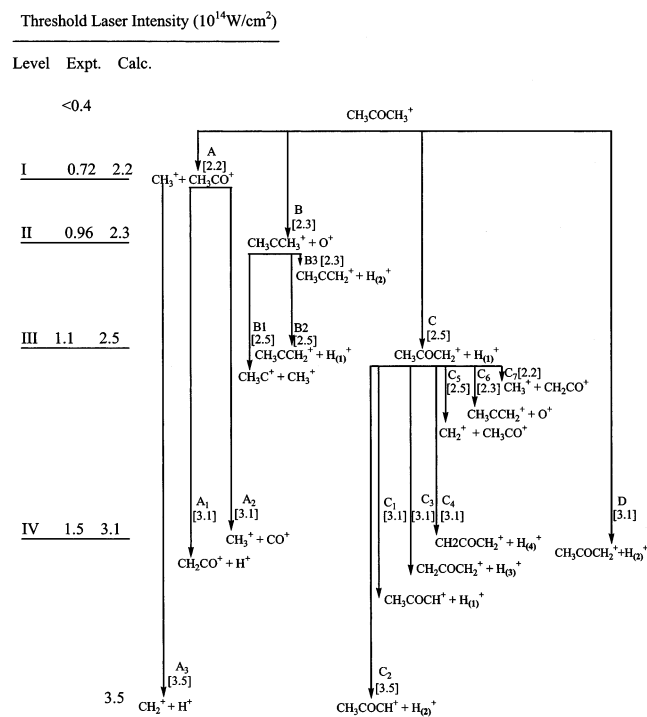 Threshold Laser Intensity (10¹⁴W/cm²)
Level Expt. Calc.
<0.4
CH₃COCH₃⁺
A
[2.2]
I 0.72 2.2
CH₃⁺ + CH₃CO⁺
B
[2.3]
II 0.96 2.3
CH₃CCH₃⁺ + O⁺
B3 [2.3]
CH₃CCH₂⁺ + H₍₂₎⁺
B1
[2.5]
B2
[2.5]
C
[2.5]
III 1.1 2.5
CH₃CCH₂⁺ + H₍₁₎⁺
CH₃COCH₂⁺ + H₍₁₎⁺
CH₃C⁺ + CH₃⁺
C₅
[2.5]
C₆
[2.3]
C₇[2.2]
CH₃⁺ + CH₂CO⁺
CH₃CCH₂⁺ + O⁺
CH₂⁺ + CH₃CO⁺
A₁
[3.1]
A₂
[3.1]
C₁
[3.1]
C₃
[3.1]
C₄
[3.1]
D
[3.1]
IV 1.5 3.1
CH₃⁺ + CO⁺
CH2COCH₂⁺ + H₍₄₎⁺
CH₃COCH₂⁺+H₍₂₎⁺
CH₂CO⁺ + H⁺
CH₂COCH₂⁺ + H₍₃₎⁺
CH₃COCH⁺ + H₍₁₎⁺
A₃
[3.5]
C₂
[3.5]
3.5
CH₂⁺ + H⁺
CH₃COCH⁺ + H₍₂₎⁺